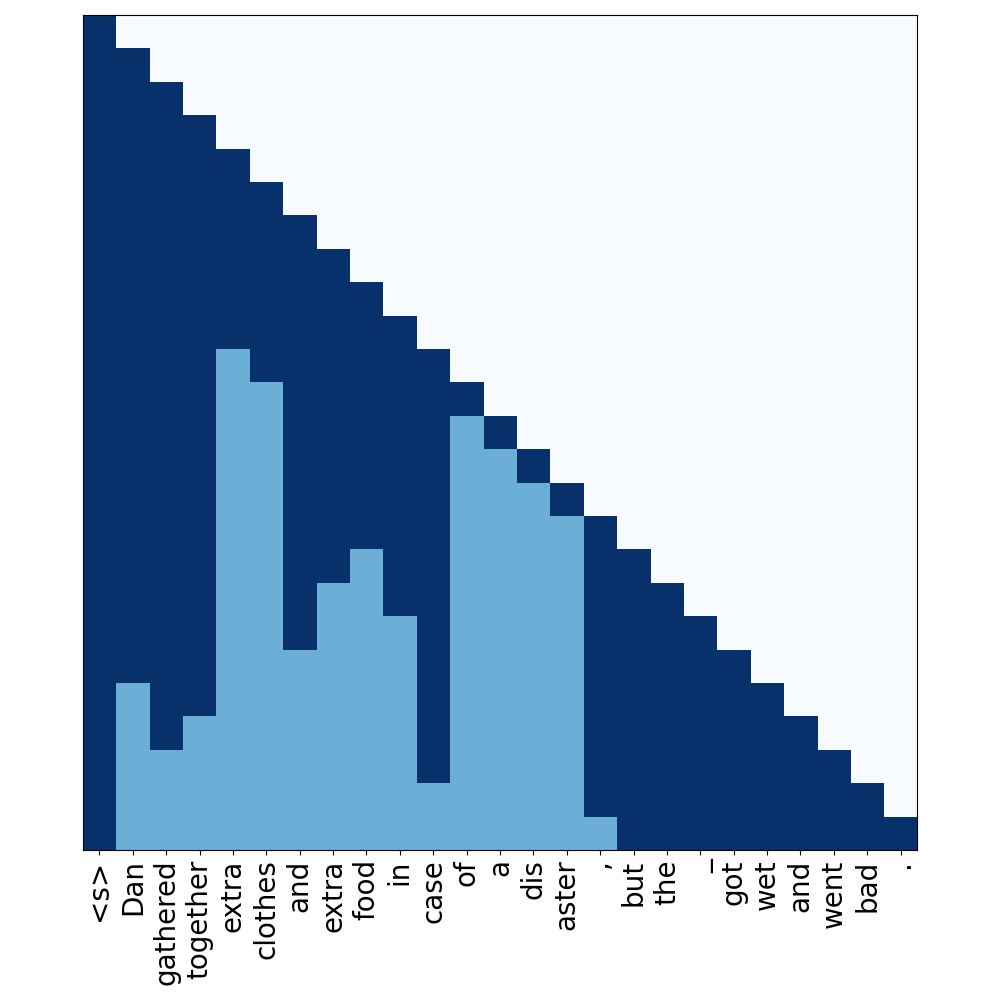 <s> Dan gathered together extra clothes and extra food in case of a dis aster , but the _ got wet and went bad .